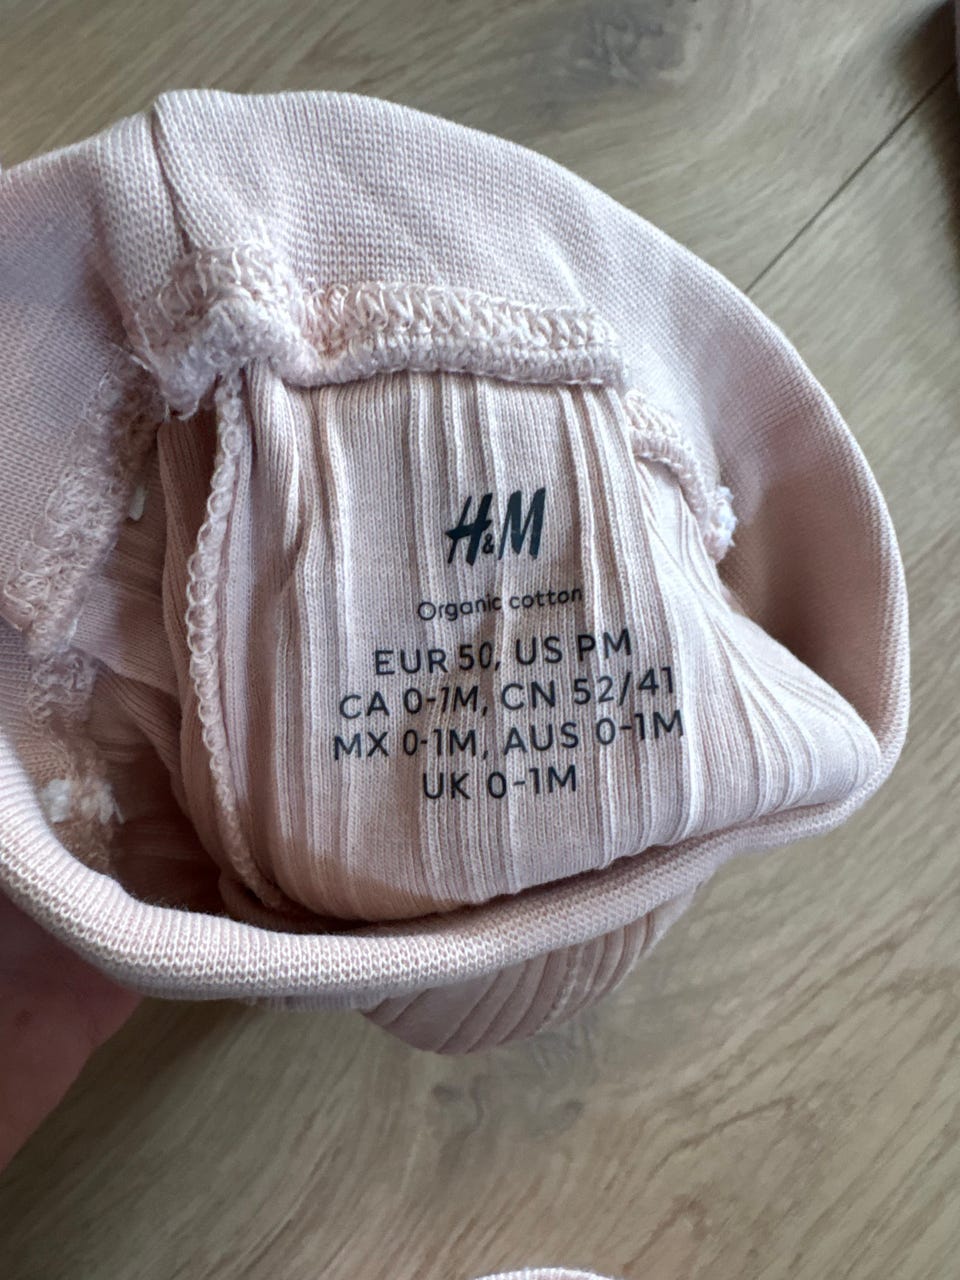 H&M
Organic cotton
EUR 50, US PM
CA 0-1M, CN 52/41
MX 0-1M, AUS 0-1M
UK 0-1M